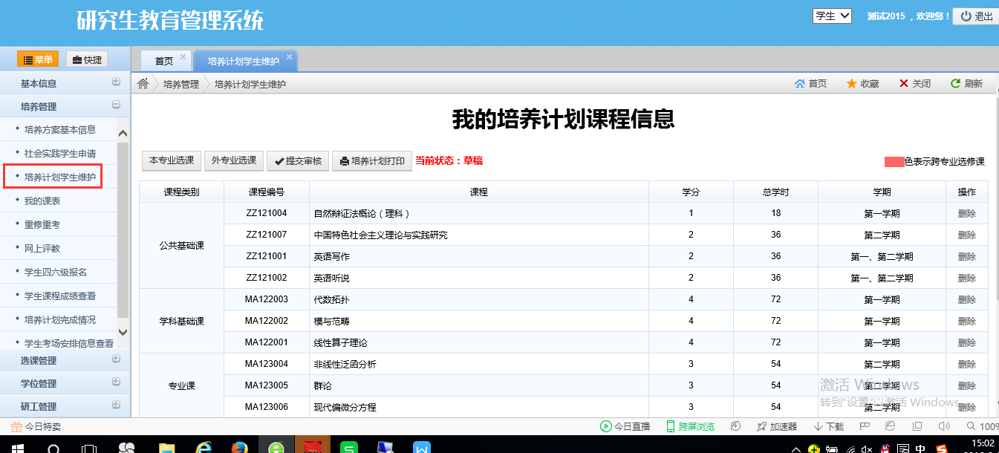 研究生教育管理系统
学生
测试2015 ，欢迎您！
退出
菜单
快捷
首页
培养计划学生维护
基本信息
培养管理
培养方案基本信息
社会实践学生申请
培养计划学生维护
我的课表
重修重考
网上评教
学生四六级报名
学生课程成绩查看
培养计划完成情况
学生考场安排信息查看
选课管理
学位管理
研工管理
培养管理 培养计划学生维护
首页 收藏 关闭 刷新
我的培养计划课程信息
本专业选课 外专业选课 提交审核 培养计划打印 当前状态：草稿
色表示跨专业选修课
课程类别 课程编号 课程 学分 总学时 学期 操作
公共基础课
ZZ121004 自然辩证法概论（理科） 1 18 第一学期 删除
ZZ121007 中国特色社会主义理论与实践研究 2 36 第二学期 删除
ZZ121001 英语写作 2 36 第一、第二学期 删除
ZZ121002 英语听说 2 36 第一、第二学期 删除
学科基础课
MA122003 代数拓扑 4 72 第一学期 删除
MA122002 模与范畴 4 72 第一学期 删除
MA122001 线性算子理论 4 72 第一学期 删除
专业课
MA123004 非线性泛函分析 3 54 第二学期 删除
MA123005 群论 3 54 第二学期 删除
MA123006 现代偏微分方程 3 54 第二学期 删除
激活 Windows
转到"设置"以激活 Windows。
今日特卖
今日直播 跨屏浏览 加速器 下载 100%
中
15:02